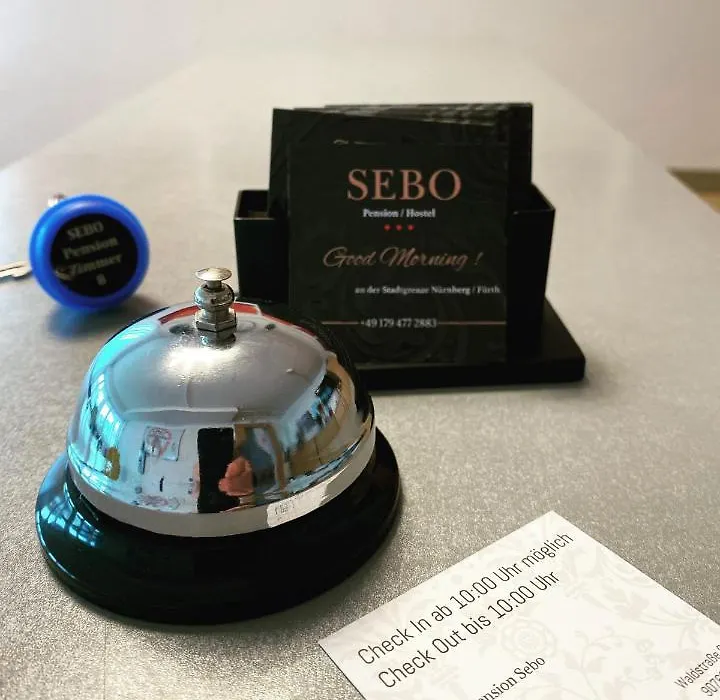 SEBO
Pension / Hostel
Good Morning !
an der Stadtgrenze Nürnberg / Fürth
+49 179 477 2883
SEBO
Pension
Zimmer
8
Check In ab 10:00 Uhr möglich
Check Out bis 10:00 Uhr
Sebo
Waldstraße